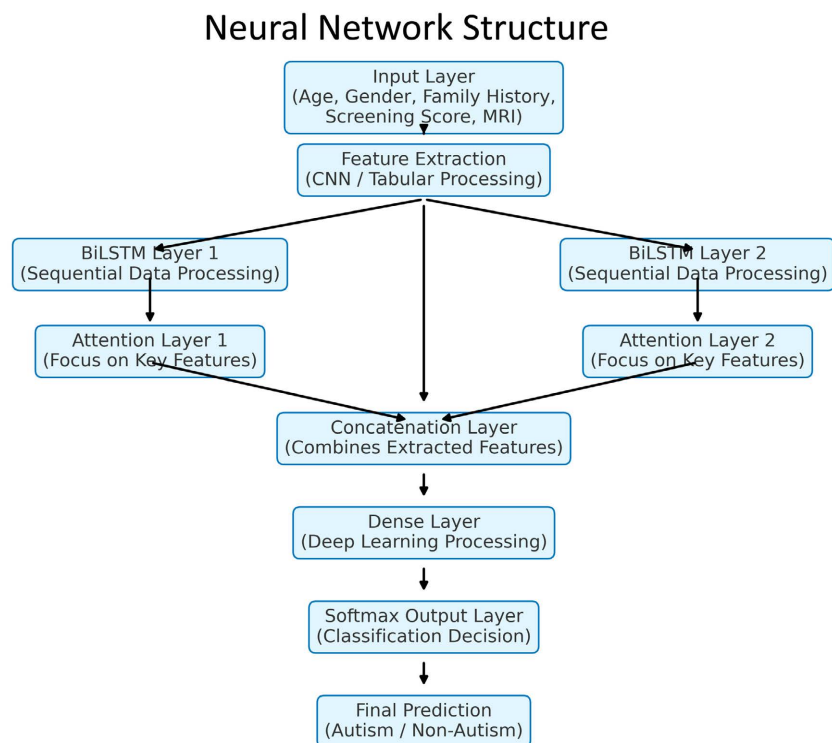 Neural Network Structure
Input Layer
(Age, Gender, Family History,
Screening Score, MRI)
Feature Extraction
(CNN / Tabular Processing)
BiLSTM Layer 1
(Sequential Data Processing)
BiLSTM Layer 2
(Sequential Data Processing)
Attention Layer 1
(Focus on Key Features)
Attention Layer 2
(Focus on Key Features)
Concatenation Layer
(Combines Extracted Features)
Dense Layer
(Deep Learning Processing)
Softmax Output Layer
(Classification Decision)
Final Prediction
(Autism / Non-Autism)